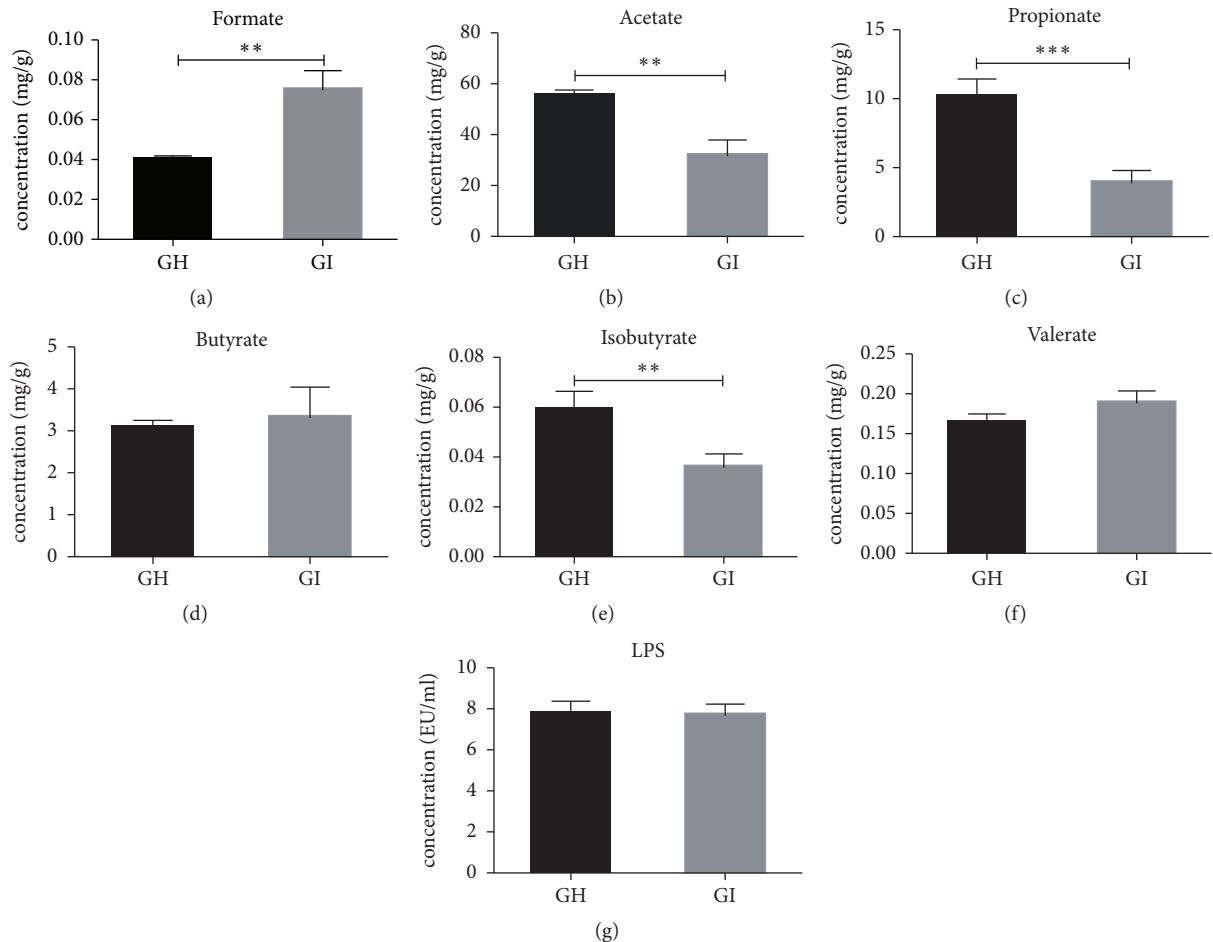 Formate
concentration (mg/g)
0.10
0.08
0.06
0.04
0.02
0.00
**
GH
GI
(a)
Acetate
concentration (mg/g)
80
60
40
20
0
**
GH
GI
(b)
Propionate
concentration (mg/g)
15
10
5
0
***
GH
GI
(c)
Butyrate
concentration (mg/g)
5
4
3
2
1
0
GH
GI
(d)
Isobutyrate
concentration (mg/g)
0.08
0.06
0.04
0.02
0.00
**
GH
GI
(e)
Valerate
concentration (mg/g)
0.25
0.20
0.15
0.10
0.05
0.00
GH
GI
(f)
LPS
concentration (EU/ml)
10
8
6
4
2
0
GH
GI
(g)